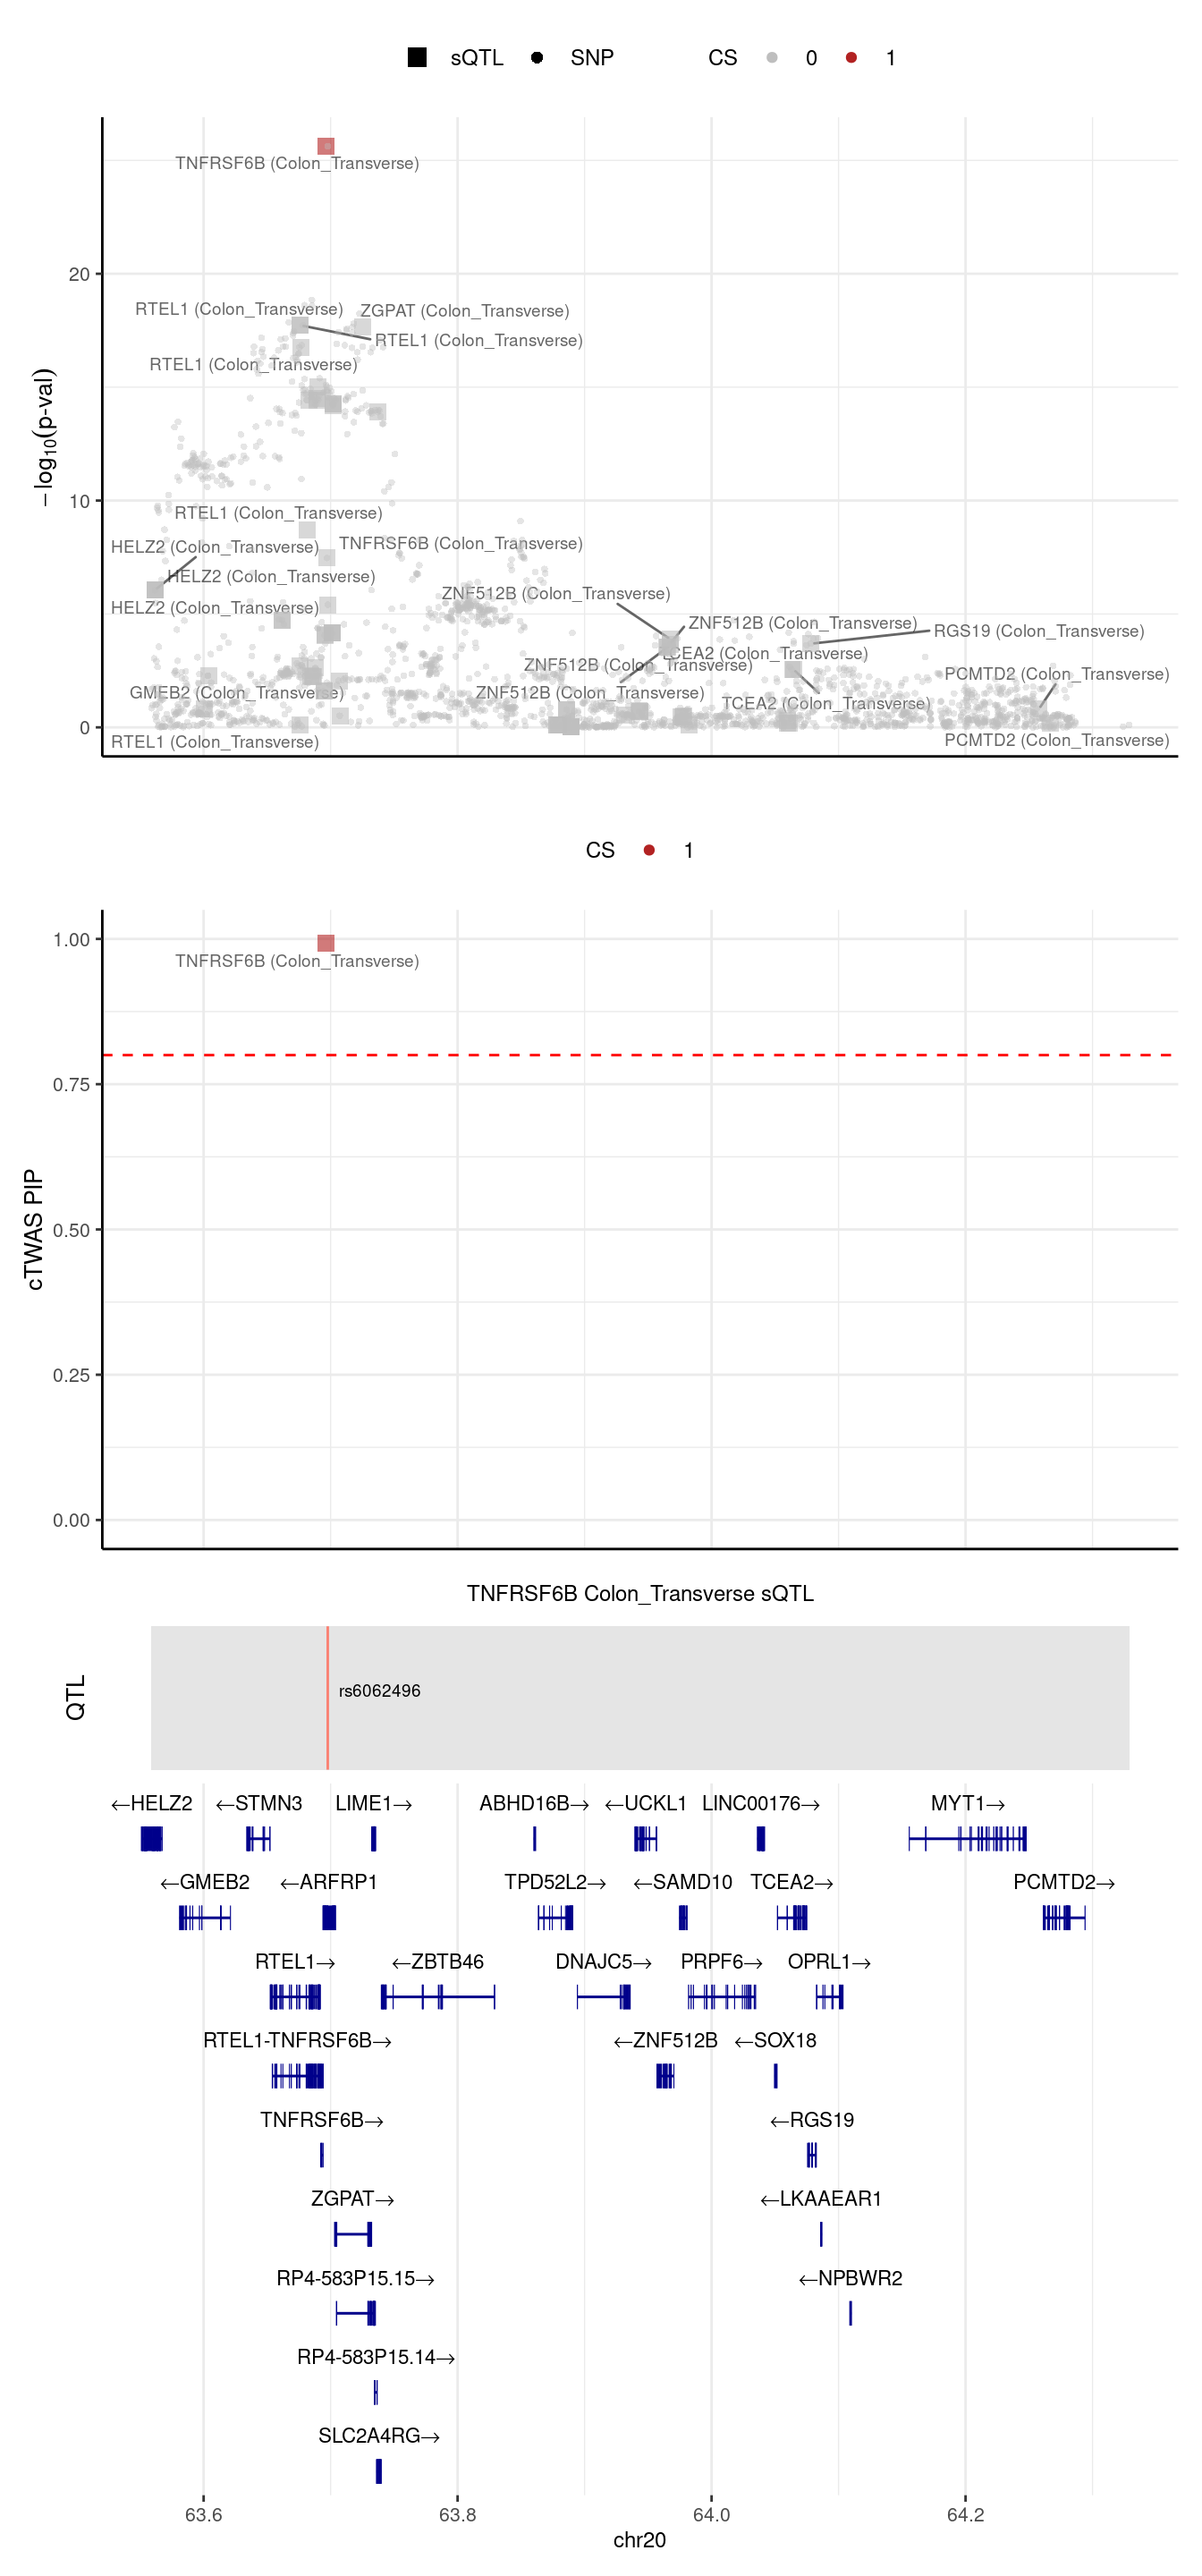 sQTL SNP CS 0 1
TNFRSF6B (Colon_Transverse)
20
RTEL1 (Colon_Transverse)
ZGPAT (Colon_Transverse)
RTEL1 (Colon_Transverse)
RTEL1 (Colon_Transverse)
−log10(p-val)
10
RTEL1 (Colon_Transverse)
HELZ2 (Colon_Transverse)
TNFRSF6B (Colon_Transverse)
HELZ2 (Colon_Transverse)
ZNF512B (Colon_Transverse)
HELZ2 (Colon_Transverse)
ZNF512B (Colon_Transverse)
RGS19 (Colon_Transverse)
TCEA2 (Colon_Transverse)
ZNF512B (Colon_Transverse)
PCMTD2 (Colon_Transverse)
GMEB2 (Colon_Transverse)
ZNF512B (Colon_Transverse)
TCEA2 (Colon_Transverse)
0
RTEL1 (Colon_Transverse)
PCMTD2 (Colon_Transverse)
CS 1
1.00
TNFRSF6B (Colon_Transverse)
0.75
cTWAS PIP
0.50
0.25
0.00
TNFRSF6B Colon_Transverse sQTL
QTL
rs6062496
←HELZ2 ←STMN3 LIME1→ ABHD16B→ ←UCKL1 LINC00176→ MYT1→
←GMEB2 ←ARFRP1 TPD52L2→ ←SAMD10 TCEA2→ PCMTD2→
RTEL1→ ←ZBTB46 DNAJC5→ PRPF6→ OPRL1→
RTEL1-TNFRSF6B→ ←ZNF512B ←SOX18
TNFRSF6B→ ←RGS19
ZGPAT→ ←LKAAEAR1
RP4-583P15.15→ ←NPBWR2
RP4-583P15.14→
SLC2A4RG→
63.6 63.8 64.0 64.2
chr20